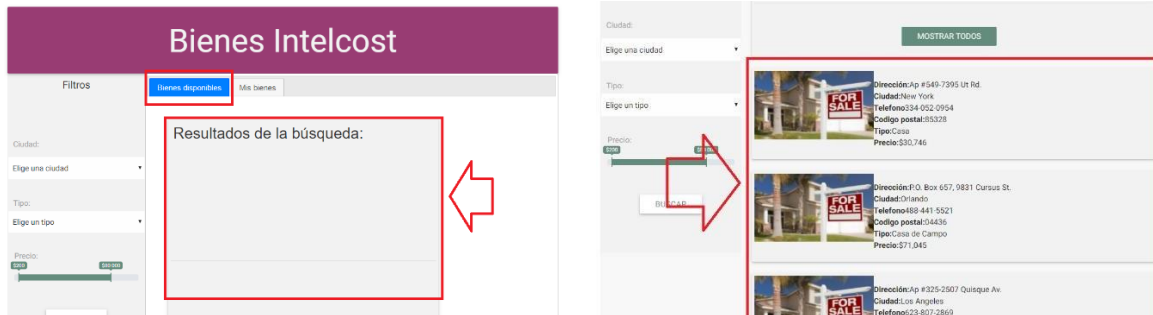 Bienes Intelcost
Filtros
Bienes disponibles
Mis bienes
Resultados de la búsqueda:
Ciudad:
Elige una ciudad
Tipo:
Elige un tipo
Precio:
$200
Ciudad:
Elige una ciudad
Tipo:
Elige un tipo
Precio:
$200
BUSCAR
MOSTRAR TODOS
FOR
SALE
Dirección:Ap #549-7395 Ut Rd.
Ciudad:New York
Telefono334-052-0954
Codigo postal:85328
Tipo:Casa
Precio:$30,746
FOR
SALE
Dirección:P.O. Box 657, 9831 Cursus St,
Ciudad:Orlando
Telefono488-441-5521
Codigo postal:04436
Tipo:Casa de Campo
Precio:$71,045
FOR
SALE
Dirección:Ap #325-2507 Quisque Av.
Ciudad:Los Angeles
Telefono623-807-2869